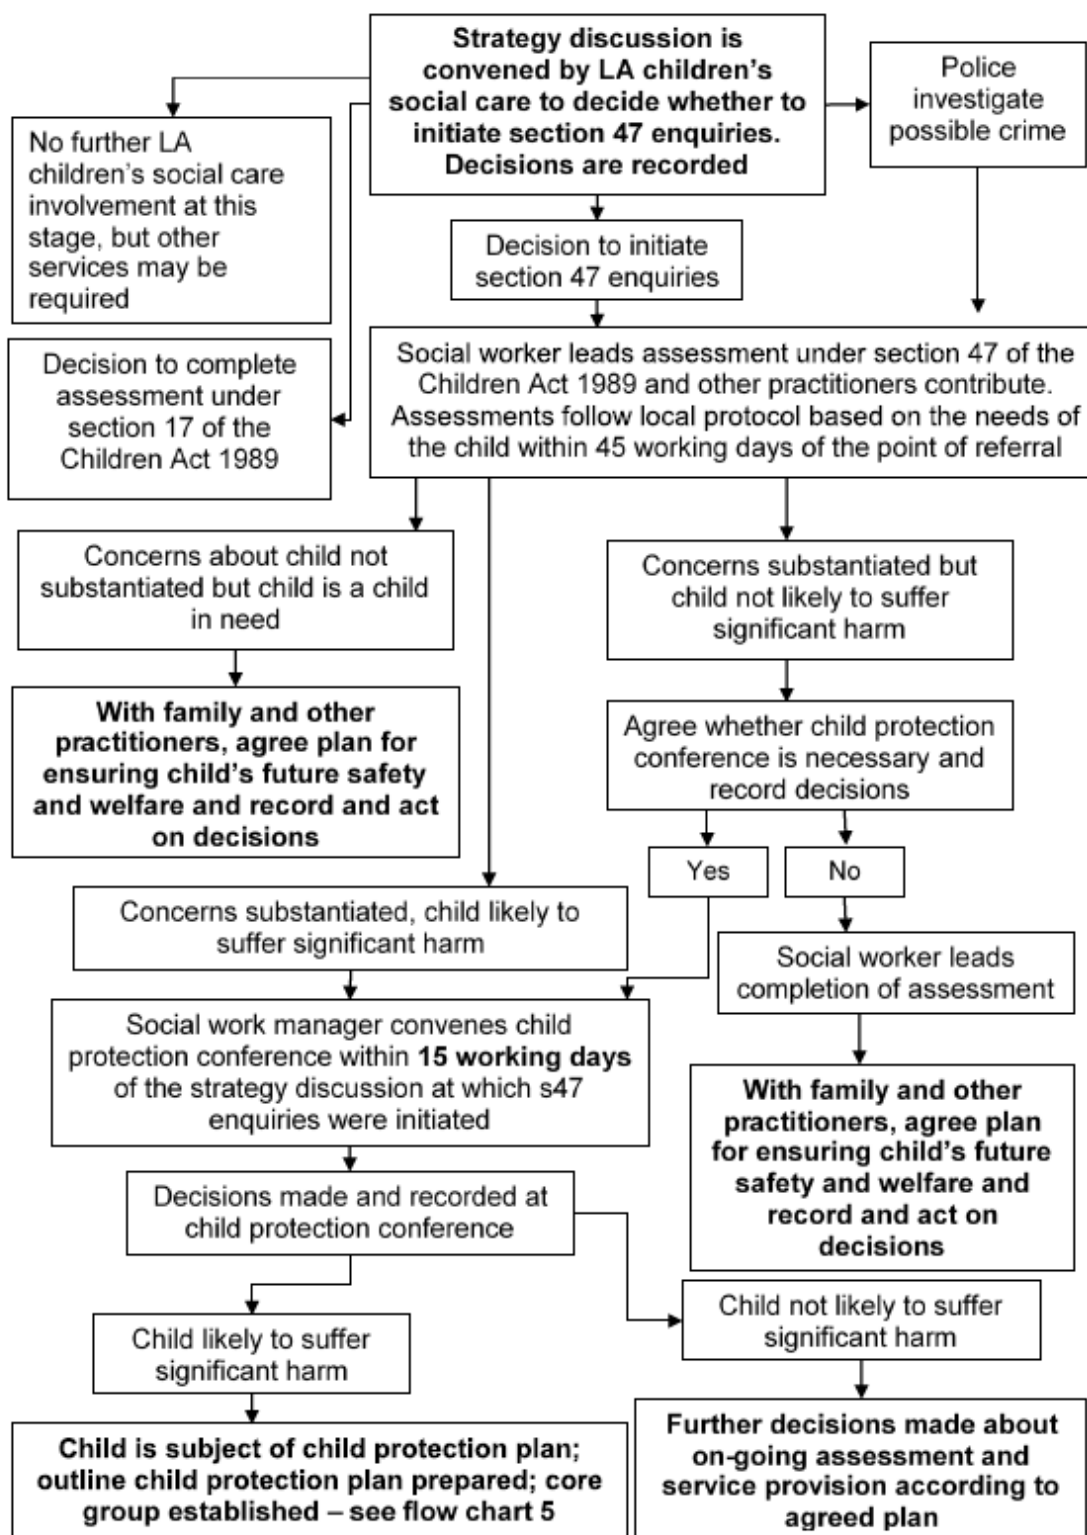 Strategy discussion is
convened by LA children's
social care to decide whether to
initiate section 47 enquiries.
Decisions are recorded
Police
investigate
possible crime
No further LA
children's social care
involvement at this
stage, but other
services may be
required
Decision to initiate
section 47 enquiries
Decision to complete
assessment under
section 17 of the
Children Act 1989
Social worker leads assessment under section 47 of the
Children Act 1989 and other practitioners contribute.
Assessments follow local protocol based on the needs of
the child within 45 working days of the point of referral
Concerns about child not
substantiated but child is a child
in need
Concerns substantiated but
child not likely to suffer
significant harm
With family and other
practitioners, agree plan for
ensuring child's future safety
and welfare and record and act
on decisions
Agree whether child protection
conference is necessary and
record decisions
Yes
No
Concerns substantiated, child likely to
suffer significant harm
Social worker leads
completion of assessment
Social work manager convenes child
protection conference within 15 working days
of the strategy discussion at which s47
enquiries were initiated
With family and other
practitioners, agree plan
for ensuring child's future
safety and welfare and
record and act on
decisions
Decisions made and recorded at
child protection conference
Child likely to suffer
significant harm
Child not likely to suffer
significant harm
Child is subject of child protection plan;
outline child protection plan prepared; core
group established – see flow chart 5
Further decisions made about
on-going assessment and
service provision according to
agreed plan